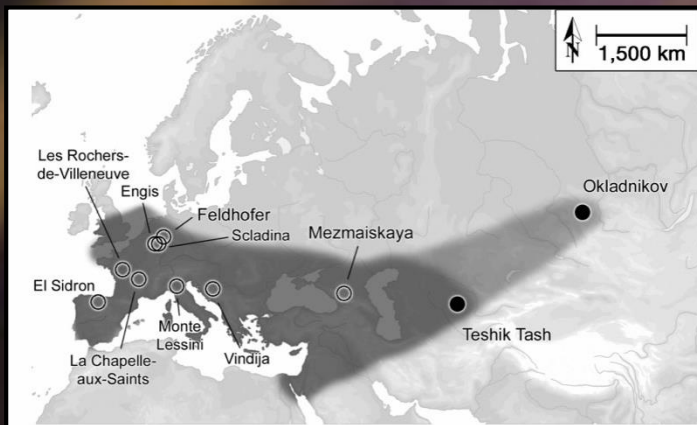 N
1,500 km
Les Rochers-
de-Villeneuve
Engis
Feldhofer
Scladina
Okladnikov
Mezmaiskaya
El Sidron
Monte
Lessini
Teshik Tash
La Chapelle-
aux-Saints
Vindija